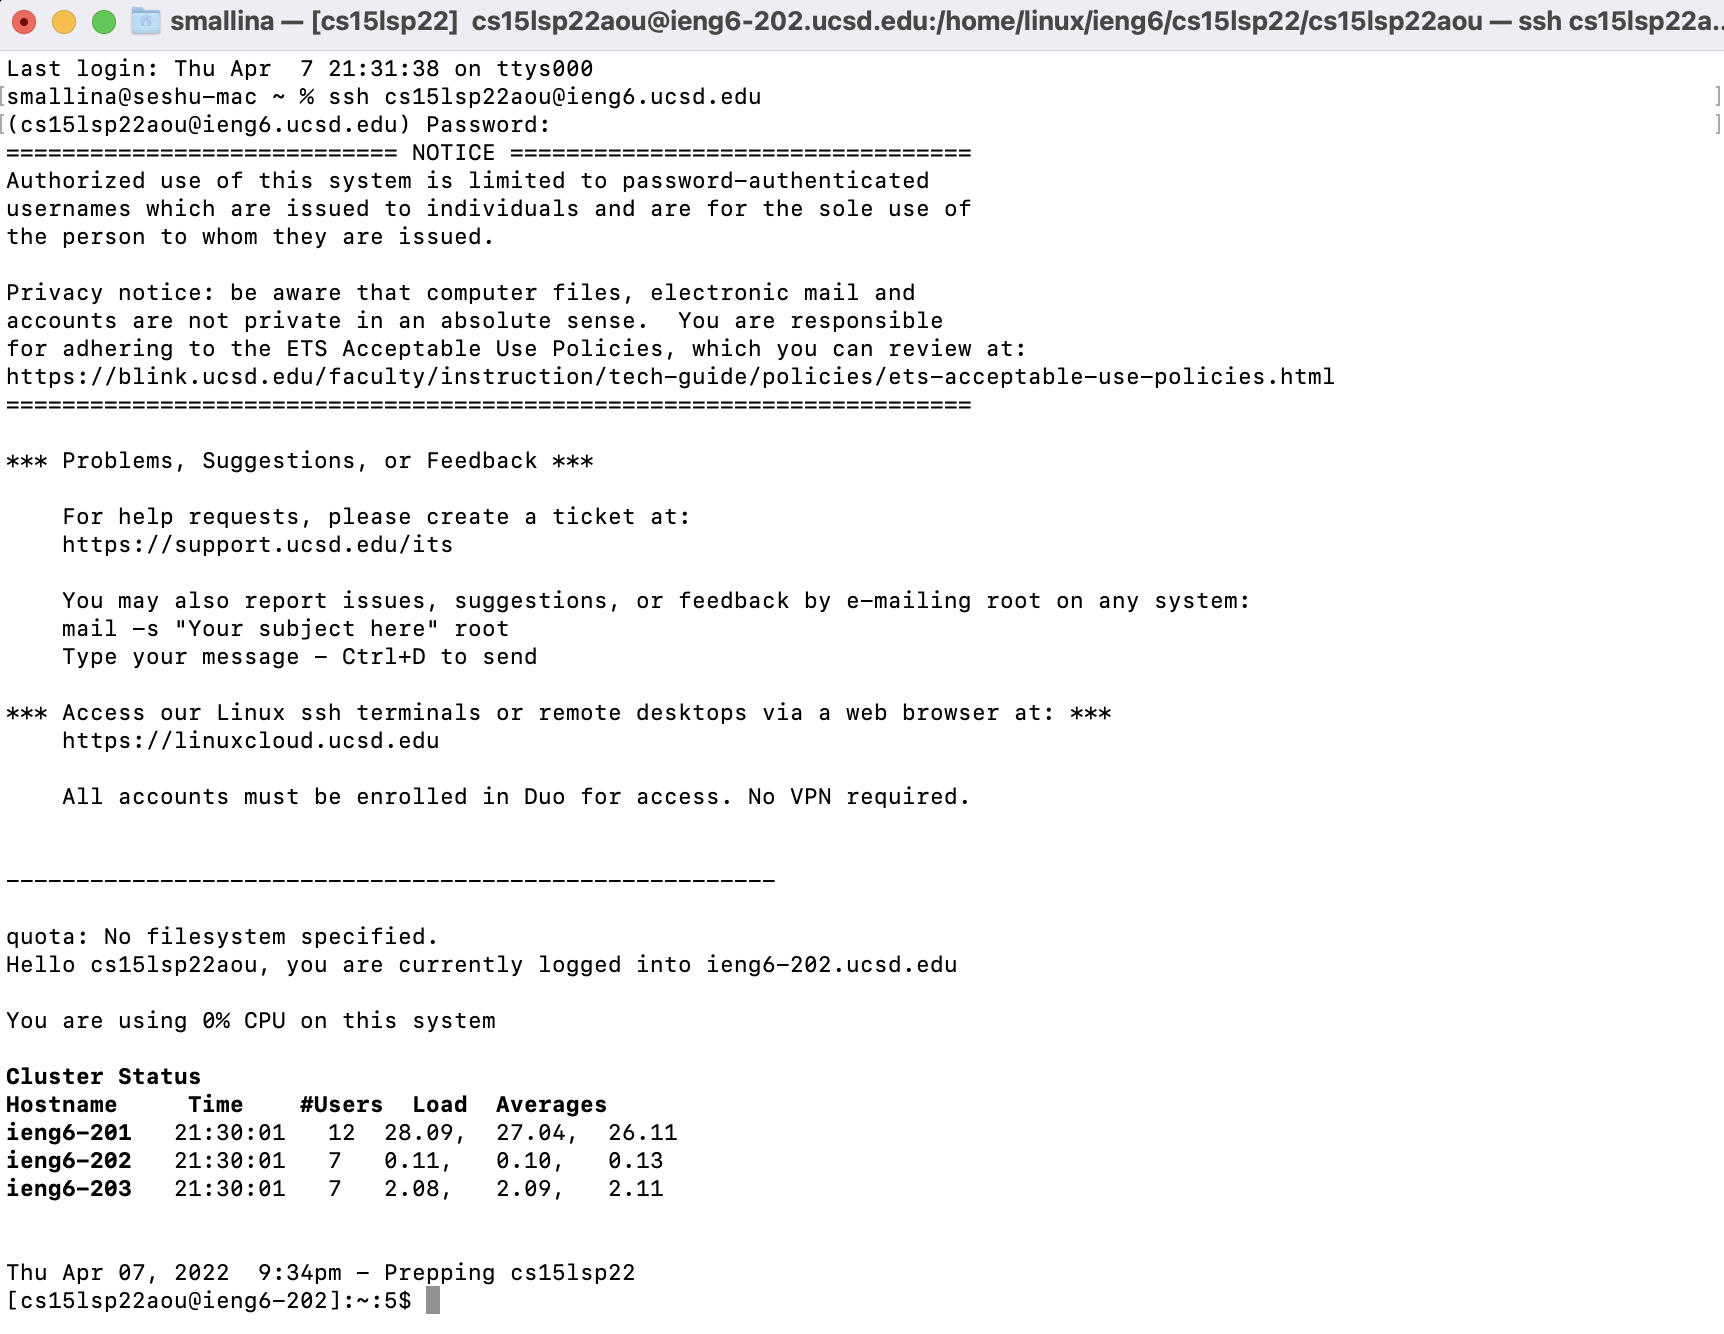 smallina — [cs15lsp22] cs15lsp22aou@ieng6-202.ucsd.edu:/home/linux/ieng6/cs15lsp22/cs15lsp22aou — ssh cs15lsp22a...
Last login: Thu Apr  7 21:31:38 on ttys000
[smallina@seshu-mac ~ % ssh cs15lsp22aou@ieng6.ucsd.edu ]
[(cs15lsp22aou@ieng6.ucsd.edu) Password: ]
============================ NOTICE =================================
Authorized use of this system is limited to password-authenticated
usernames which are issued to individuals and are for the sole use of
the person to whom they are issued.

Privacy notice: be aware that computer files, electronic mail and
accounts are not private in an absolute sense.  You are responsible
for adhering to the ETS Acceptable Use Policies, which you can review at:
https://blink.ucsd.edu/faculty/instruction/tech-guide/policies/ets-acceptable-use-policies.html
=====================================================================

*** Problems, Suggestions, or Feedback ***

    For help requests, please create a ticket at:
    https://support.ucsd.edu/its

    You may also report issues, suggestions, or feedback by e-mailing root on any system:
    mail -s "Your subject here" root
    Type your message - Ctrl+D to send

*** Access our Linux ssh terminals or remote desktops via a web browser at: ***
    https://linuxcloud.ucsd.edu

    All accounts must be enrolled in Duo for access. No VPN required.

-------------------------------------------------------

quota: No filesystem specified.
Hello cs15lsp22aou, you are currently logged into ieng6-202.ucsd.edu

You are using 0% CPU on this system

Cluster Status
Hostname     Time    #Users  Load  Averages
ieng6-201   21:30:01   12  28.09,  27.04,  26.11
ieng6-202   21:30:01   7   0.11,   0.10,   0.13
ieng6-203   21:30:01   7   2.08,   2.09,   2.11

Thu Apr 07, 2022  9:34pm - Prepping cs15lsp22
[cs15lsp22aou@ieng6-202]:~:5$